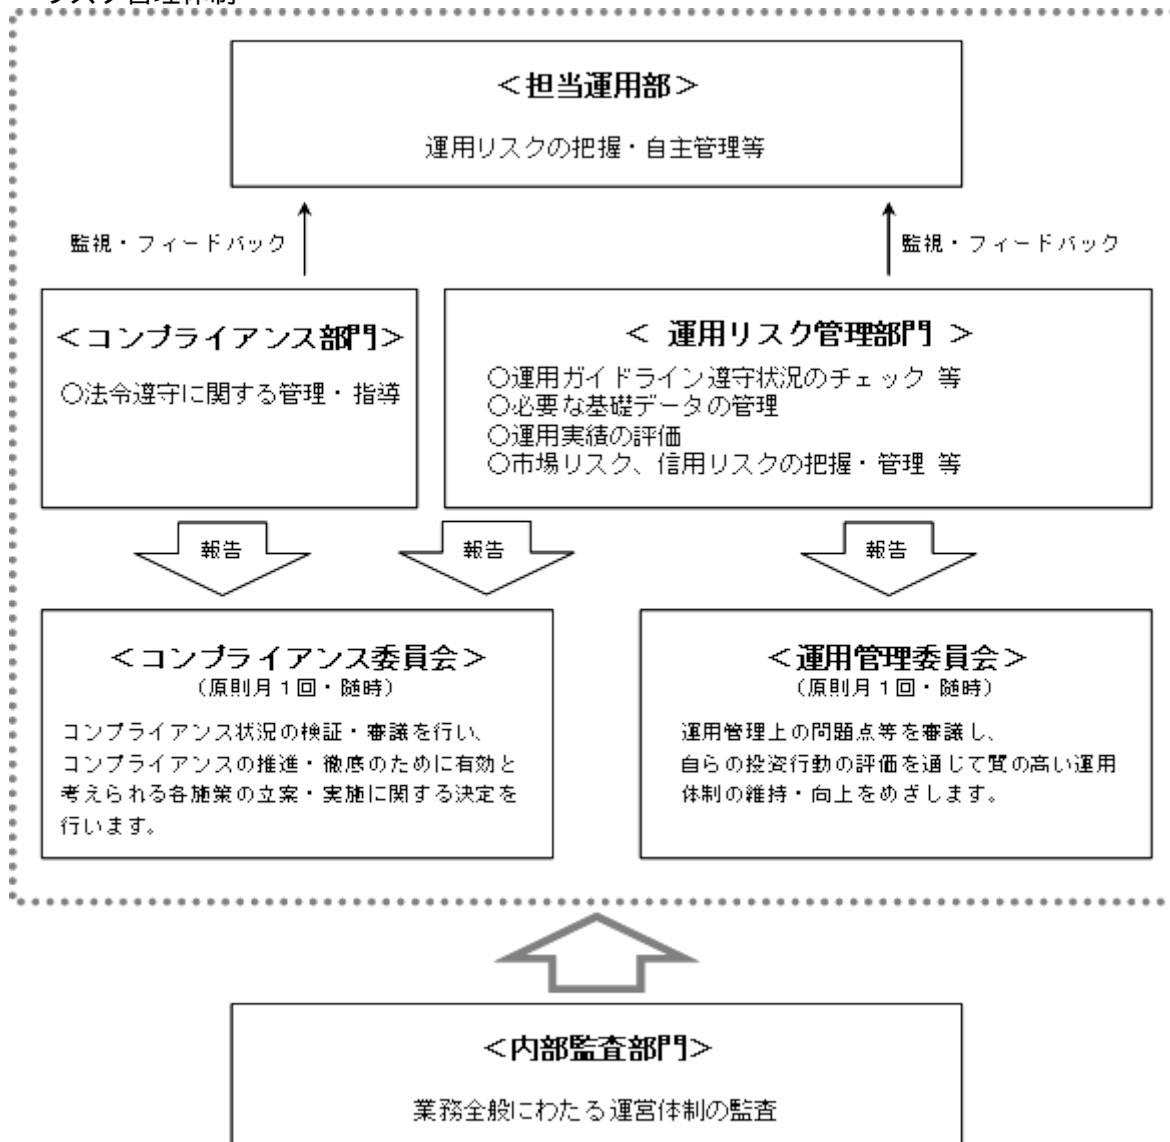 ＜担当運用部＞
運用リスクの把握・自主管理等
監視・フィードバック
監視・フィードバック
＜コンプライアンス部門＞
○法令遵守に関する管理・指導
＜ 運用リスク管理部門 ＞
○運用ガイドライン遵守状況のチェック 等
○必要な基礎データの管理
○運用実績の評価
○市場リスク、信用リスクの把握・管理 等
報告
報告
報告
＜コンプライアンス委員会＞
（原則月１回・随時）
コンプライアンス状況の検証・審議を行い、
コンプライアンスの推進・徹底のために有効と
考えられる各施策の立案・実施に関する決定を
行います。
＜運用管理委員会＞
（原則月１回・随時）
運用管理上の問題点等を審議し、
自らの投資行動の評価を通じて質の高い運用
体制の維持・向上をめざします。
＜内部監査部門＞
業務全般にわたる運営体制の監査